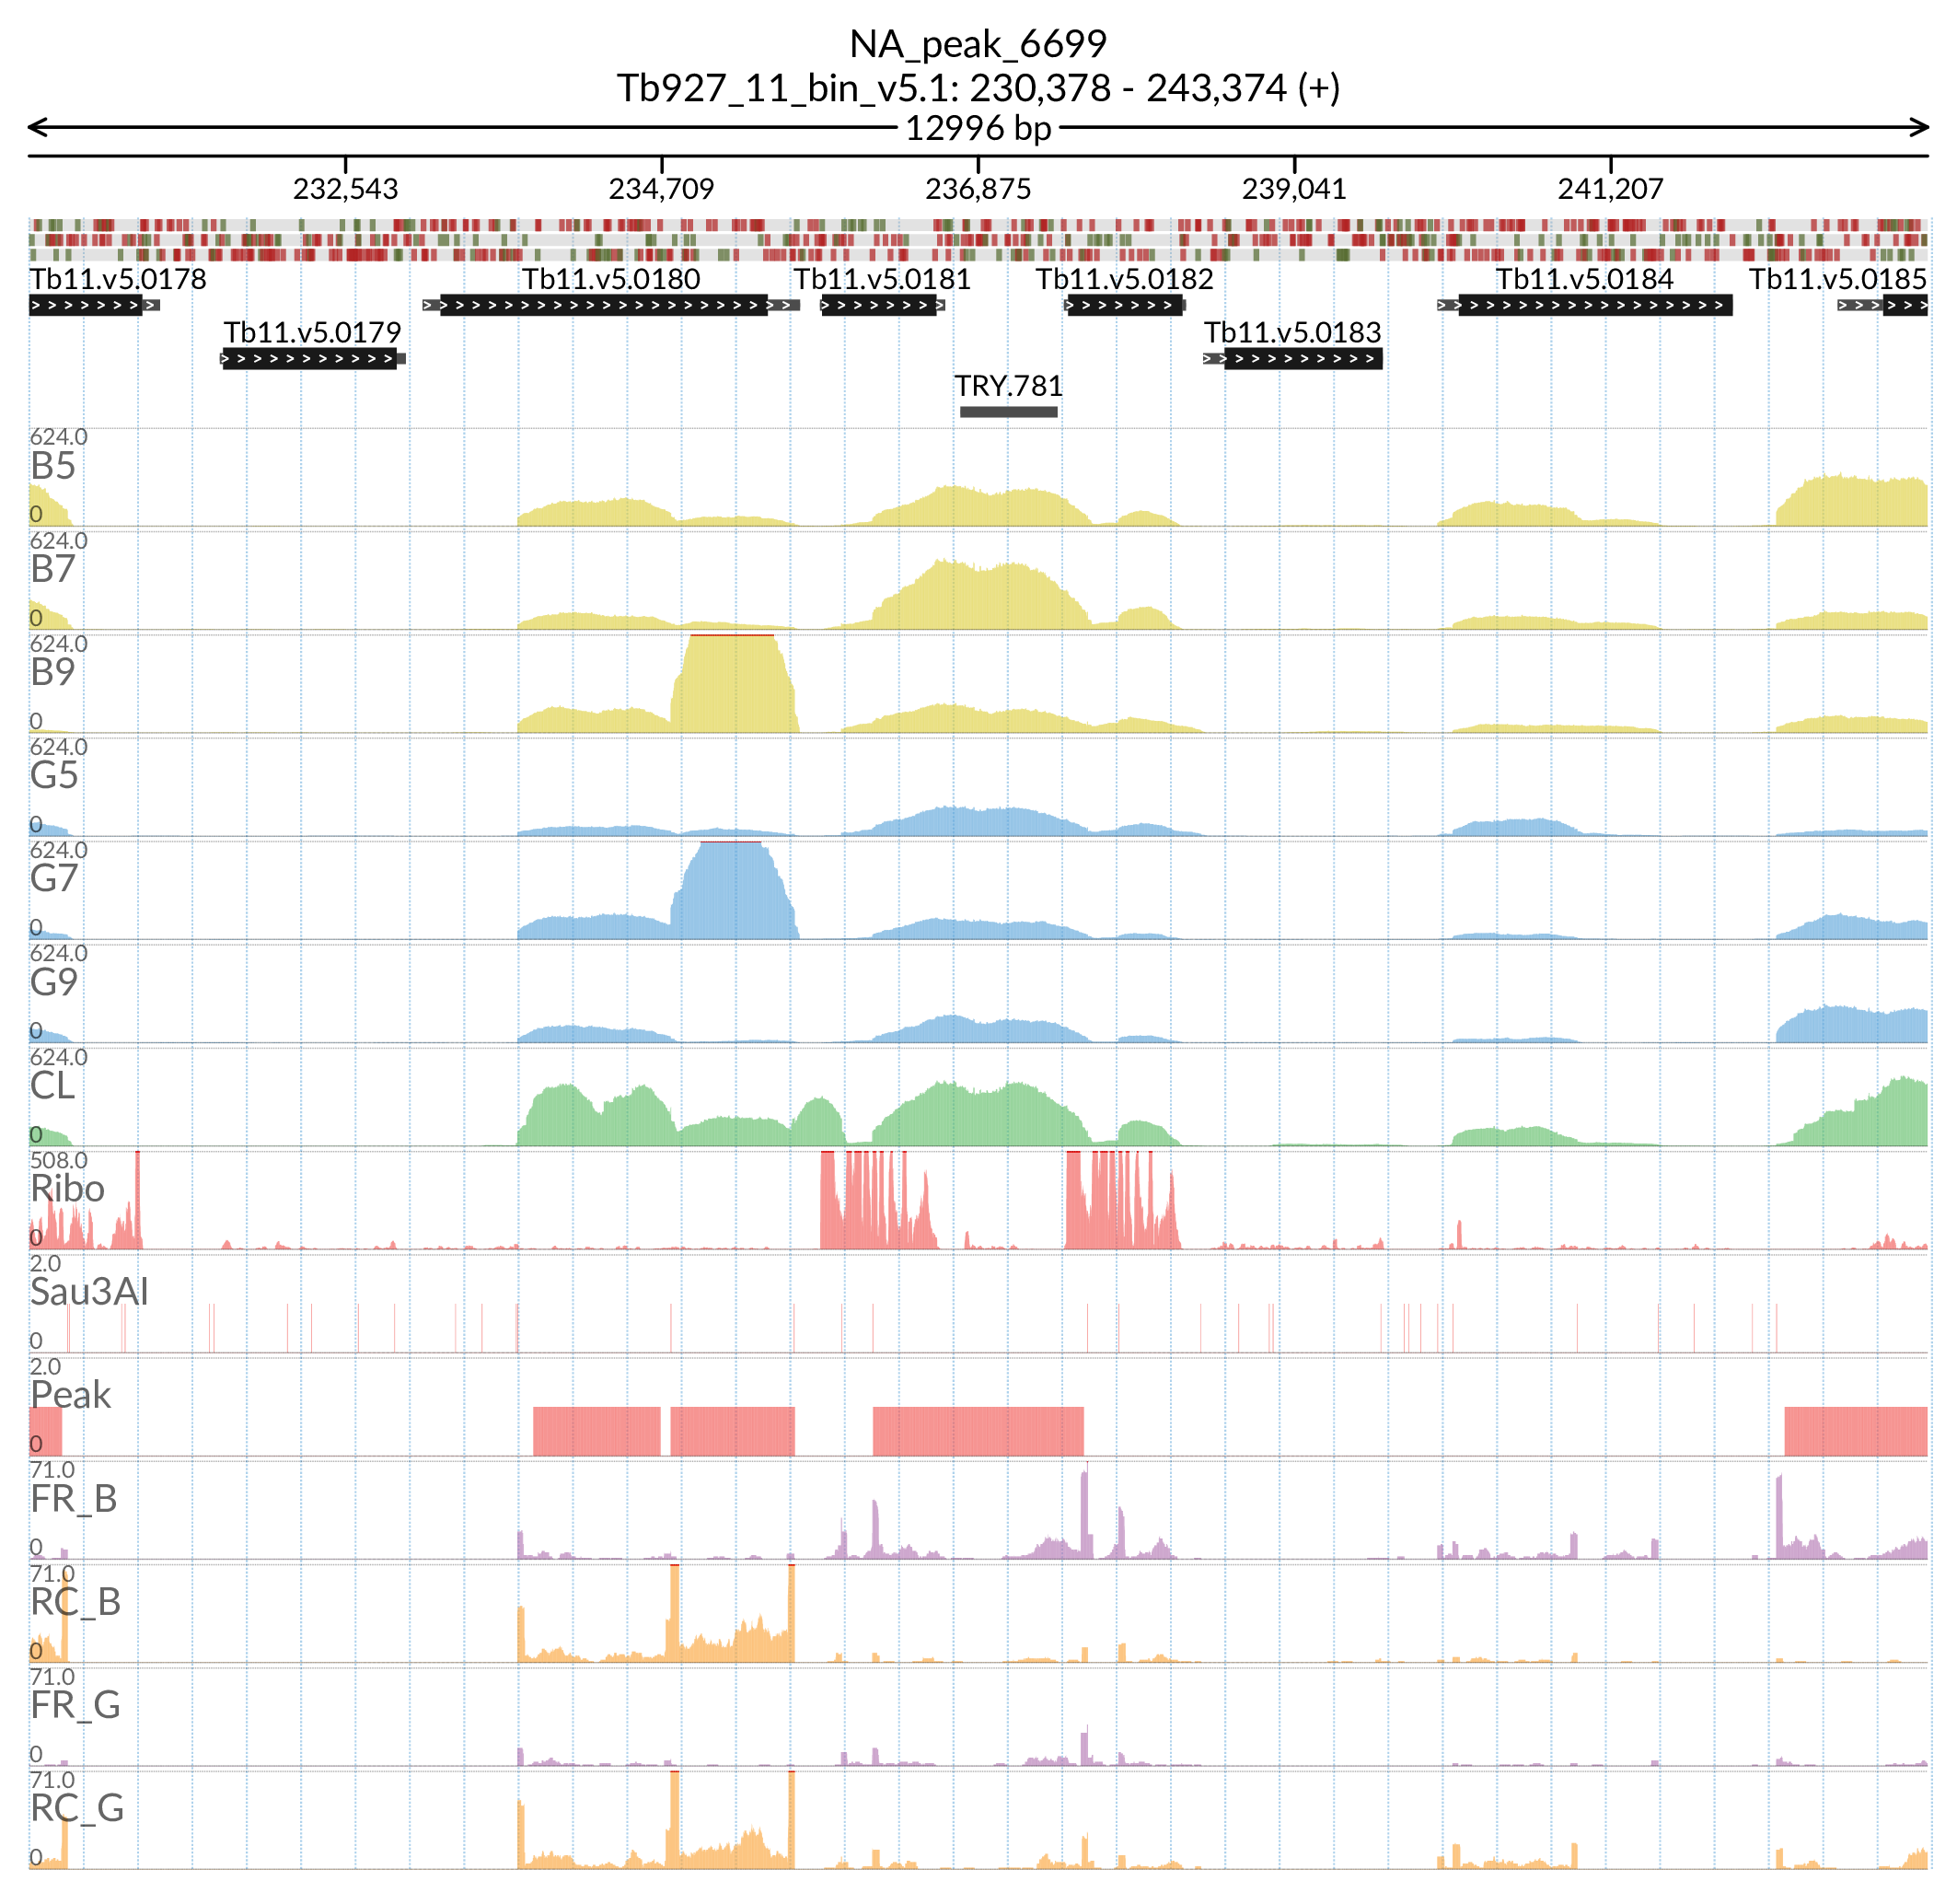 NA_peak_6699
Tb927_11_bin_v5.1: 230,378 - 243,374 (+)
12996 bp
232,543 234,709 236,875 239,041 241,207
Tb11.v5.0178 Tb11.v5.0180 Tb11.v5.0181 Tb11.v5.0182 Tb11.v5.0184 Tb11.v5.0185
Tb11.v5.0179 Tb11.v5.0183
TRY.781
624.0
B5
0
624.0
B7
0
624.0
B9
0
624.0
G5
0
624.0
G7
0
624.0
G9
0
624.0
CL
0
508.0
Ribo
0
2.0
Sau3AI
0
2.0
Peak
0
71.0
FR_B
0
71.0
RC_B
0
71.0
FR_G
0
71.0
RC_G
0